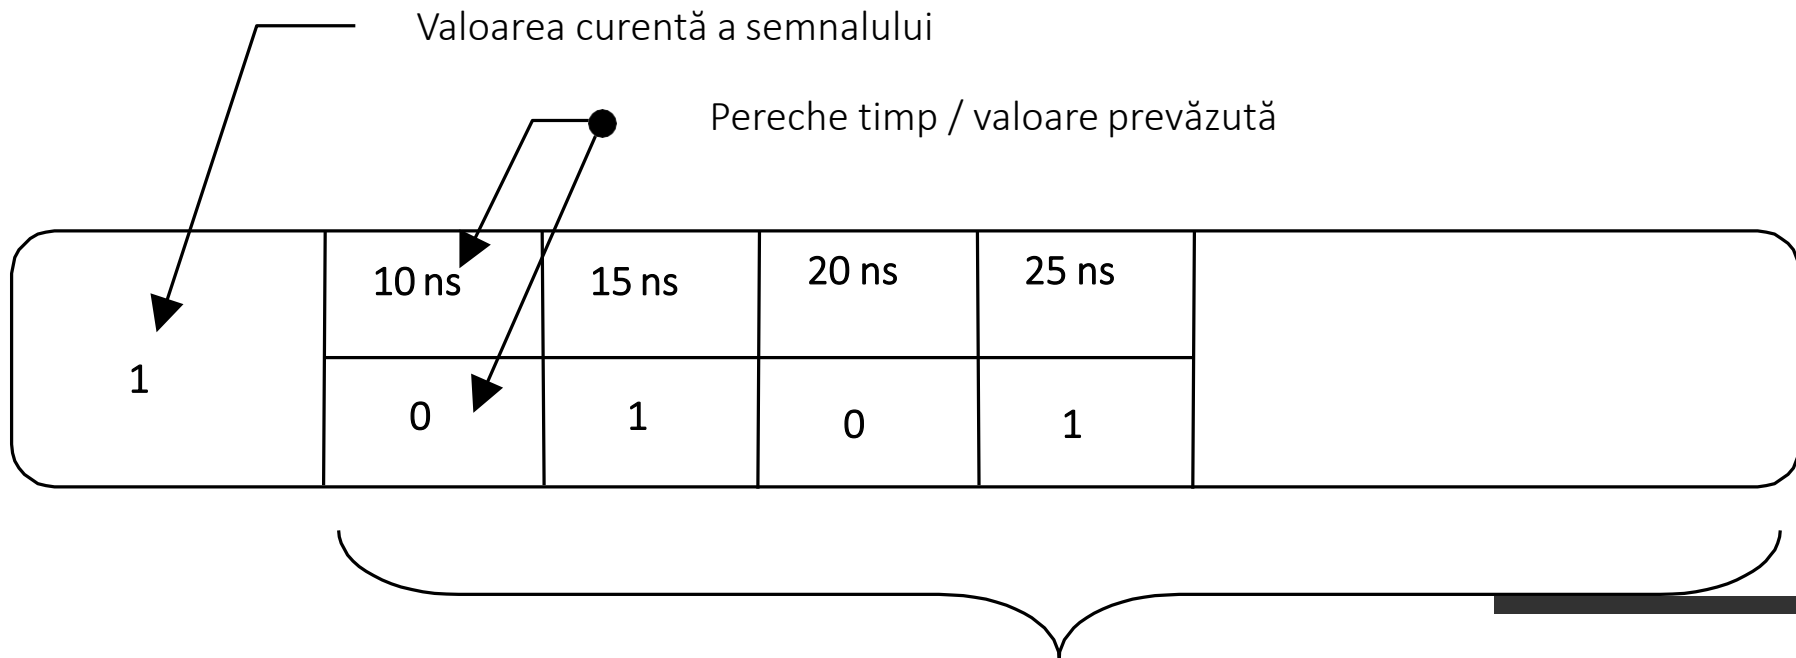 Valoarea curentă a semnalului
Pereche timp / valoare prevăzută
10 ns 15 ns 20 ns 25 ns
1
0 1 0 1